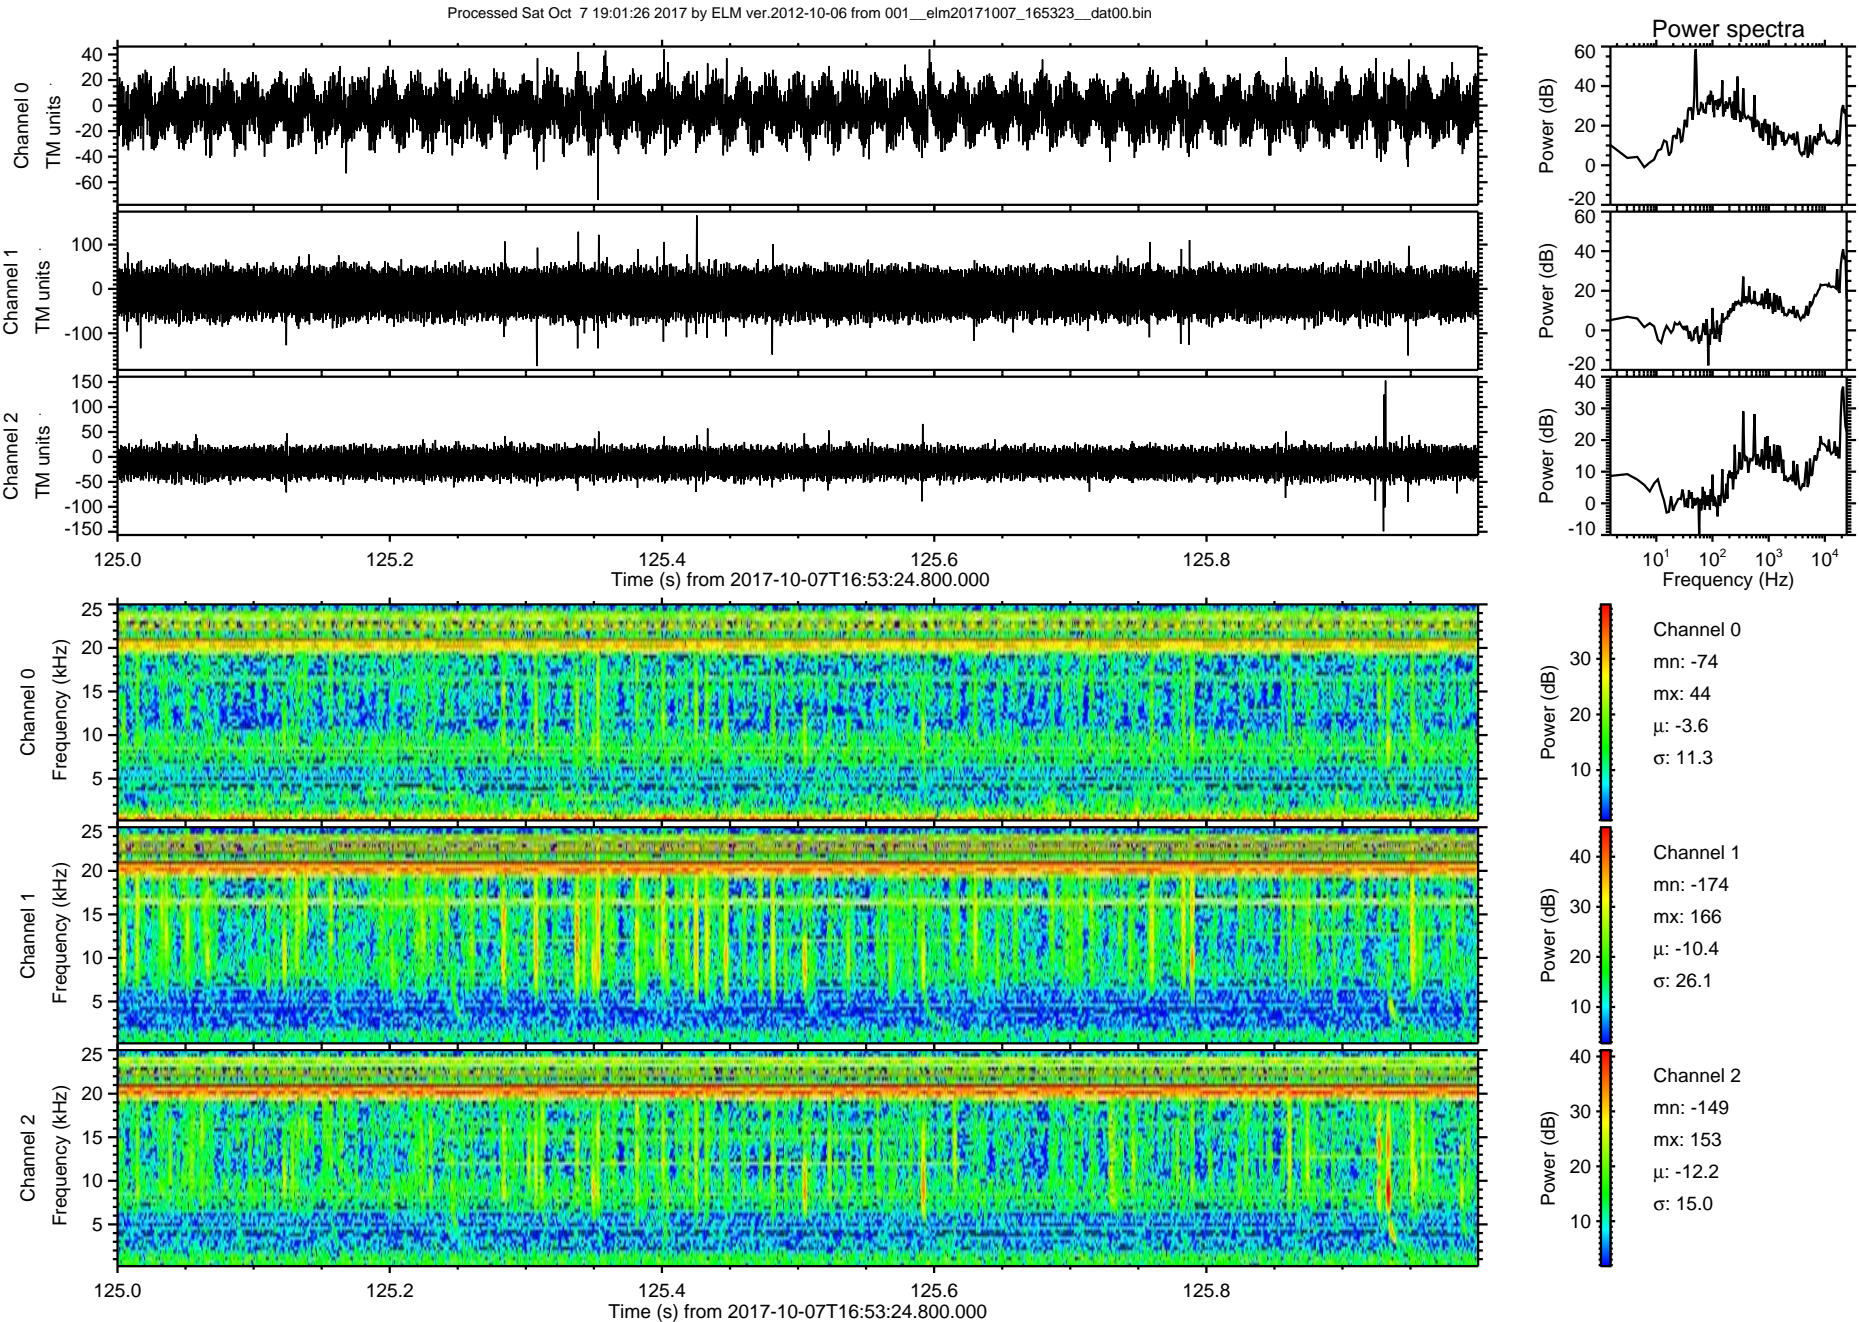 Processed Sat Oct  7 19:01:26 2017 by ELM ver.2012-10-06 from 001__elm20171007_165323__dat00.bin
Power spectra
Channel 0
TM units
40
20
0
-20
-40
-60
Power (dB)
60
40
20
0
-20
Channel 1
TM units
100
0
-100
Power (dB)
60
40
20
0
-20
Channel 2
TM units
150
100
50
0
-50
-100
-150
Power (dB)
40
30
20
10
0
-10
125.0 125.2 125.4 125.6 125.8
Time (s) from 2017-10-07T16:53:24.800.000
10^1 10^2 10^3 10^4
Frequency (Hz)
Channel 0
Frequency (kHz)
25
20
15
10
5
Power (dB)
30
20
10
Channel 0
mn: -74
mx: 44
μ: -3.6
σ: 11.3
Channel 1
Frequency (kHz)
25
20
15
10
5
Power (dB)
40
30
20
10
Channel 1
mn: -174
mx: 166
μ: -10.4
σ: 26.1
Channel 2
Frequency (kHz)
25
20
15
10
5
Power (dB)
40
30
20
10
Channel 2
mn: -149
mx: 153
μ: -12.2
σ: 15.0
125.0 125.2 125.4 125.6 125.8
Time (s) from 2017-10-07T16:53:24.800.000